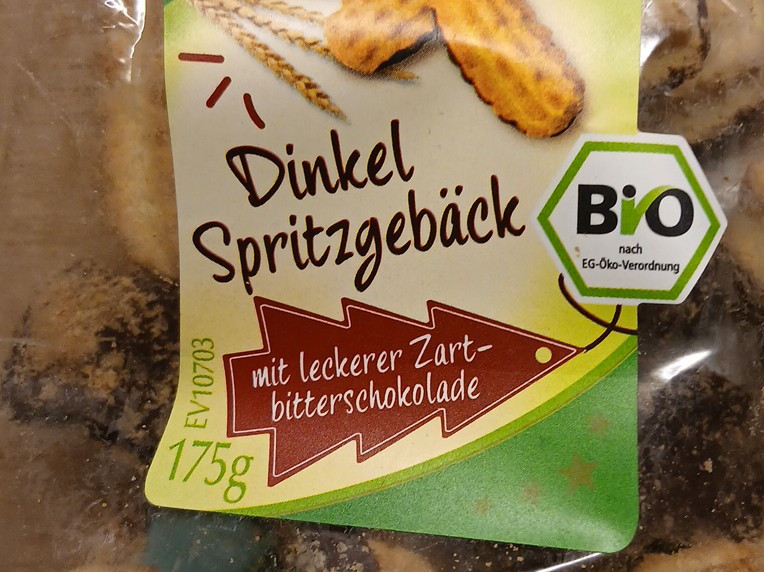 Dinkel
Spritzgebäck
BiO
nach
EG-Öko-Verordnung
mit leckerer Zart-
bitterschokolade
EV10703
175g